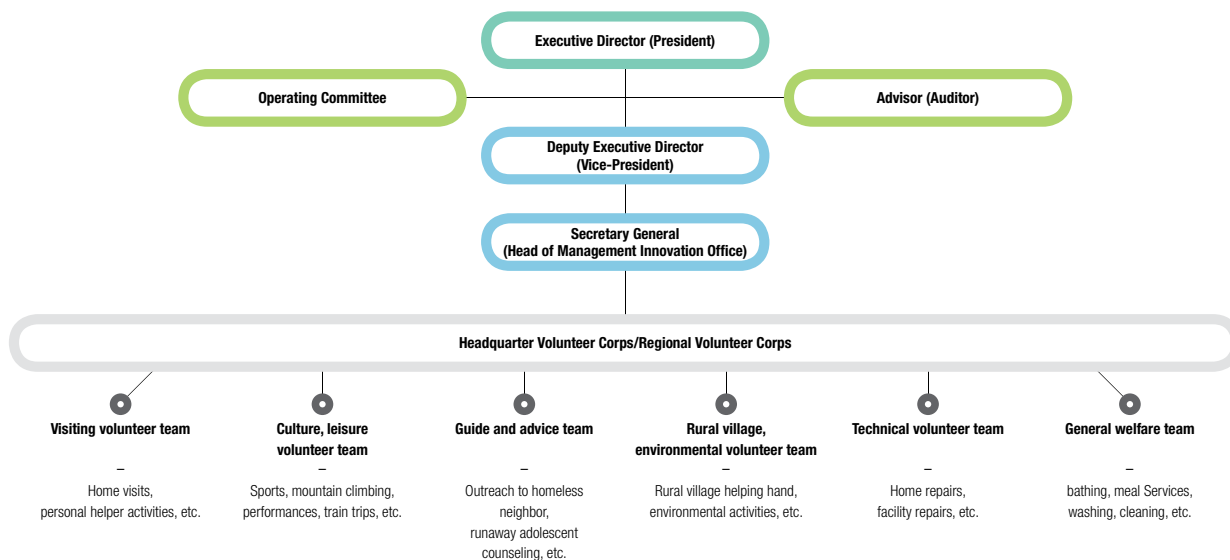 Executive Director (President)
Operating Committee
Advisor (Auditor)
Deputy Executive Director
(Vice-President)
Secretary General
(Head of Management Innovation Office)
Headquarter Volunteer Corps/Regional Volunteer Corps
Visiting volunteer team
–
Home visits,
personal helper activities, etc.
Culture, leisure
volunteer team
–
Sports, mountain climbing,
performances, train trips, etc.
Guide and advice team
–
Outreach to homeless
neighbor,
runaway adolescent
counseling, etc.
Rural village,
environmental volunteer team
–
Rural village helping hand,
environmental activities, etc.
Technical volunteer team
–
Home repairs,
facility repairs, etc.
General welfare team
–
bathing, meal Services,
washing, cleaning, etc.